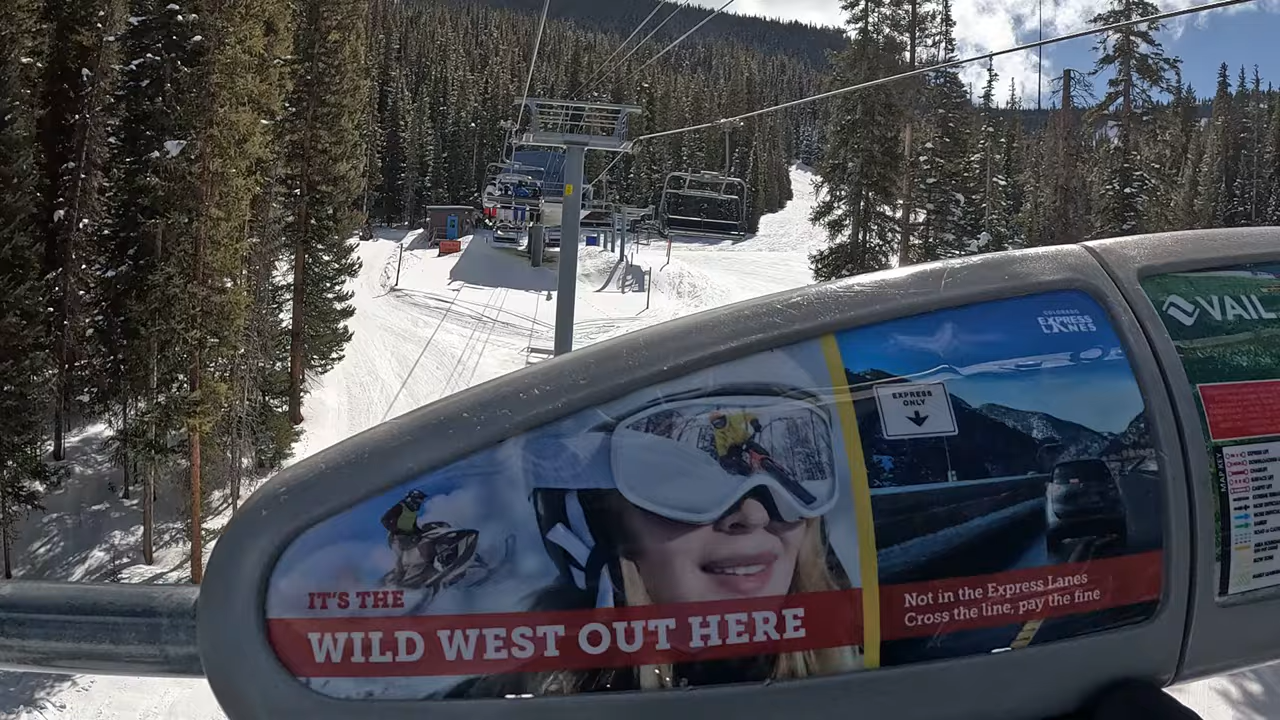 IT'S THE
WILD WEST OUT HERE
COLORADO
EXPRESS
LANES
EXPRESS
ONLY
Not in the Express Lanes
Cross the line, pay the fine
VAIL